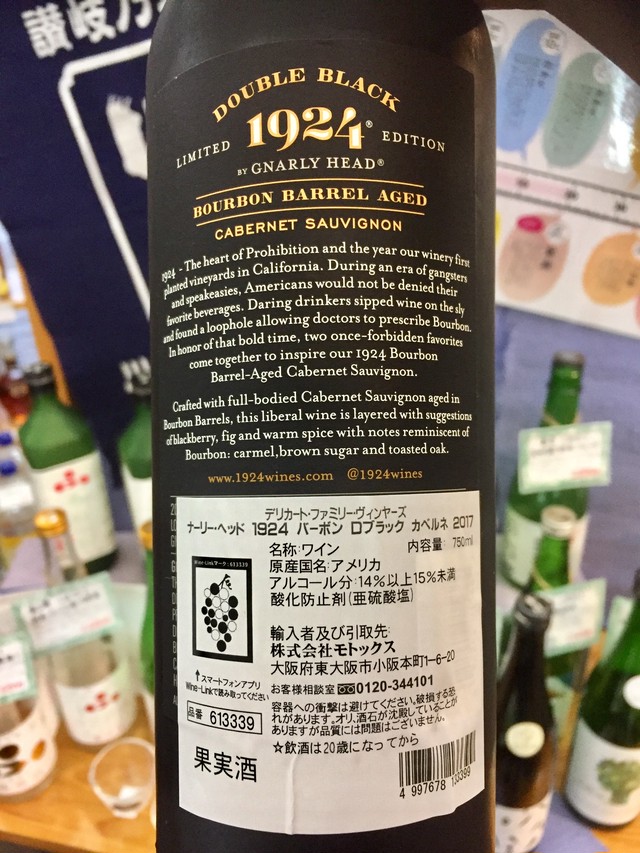 讃岐乃
DOUBLE BLACK
LIMITED 1924® EDITION
BY GNARLY HEAD®
BOURBON BARREL AGED
CABERNET SAUVIGNON
1924 - The heart of Prohibition and the year our winery first
planted vineyards in California. During an era of gangsters
and speakeasies, Americans would not be denied their
favorite beverages. Daring drinkers sipped wine on the sly
and found a loophole allowing doctors to prescribe Bourbon.
In honor of that bold time, two once-forbidden favorites
come together to inspire our 1924 Bourbon
Barrel-Aged Cabernet Sauvignon.
Crafted with full-bodied Cabernet Sauvignon aged in
Bourbon Barrels, this liberal wine is layered with suggestions
of blackberry, fig and warm spice with notes reminiscent of
Bourbon: carmel,brown sugar and toasted oak.
www.1924wines.com @1924wines
デリカート・ファミリー・ヴィンヤーズ
ナーリー・ヘッド 1924 バーボン ロブラック カベルネ 2017
名称:ワイン 内容量: 750ml
原産国名:アメリカ
アルコール分:14%以上15%未満
酸化防止剤(亜硫酸塩)
Wine-Linkマーク:613339
輸入者及び引取先:
株式会社モトックス
大阪府東大阪市小阪本町1-6-20
↑スマートフォンアプリ
Wine-Linkで読み取ってください
お客様相談室 0120-344101
品番 613339
容器への衝撃は避けてください。破損する恐
れがあります。オリ、酒石が沈殿していることが
ありますが品質には問題はございません。
☆飲酒は20歳になってから
果実酒
4 997678 133399